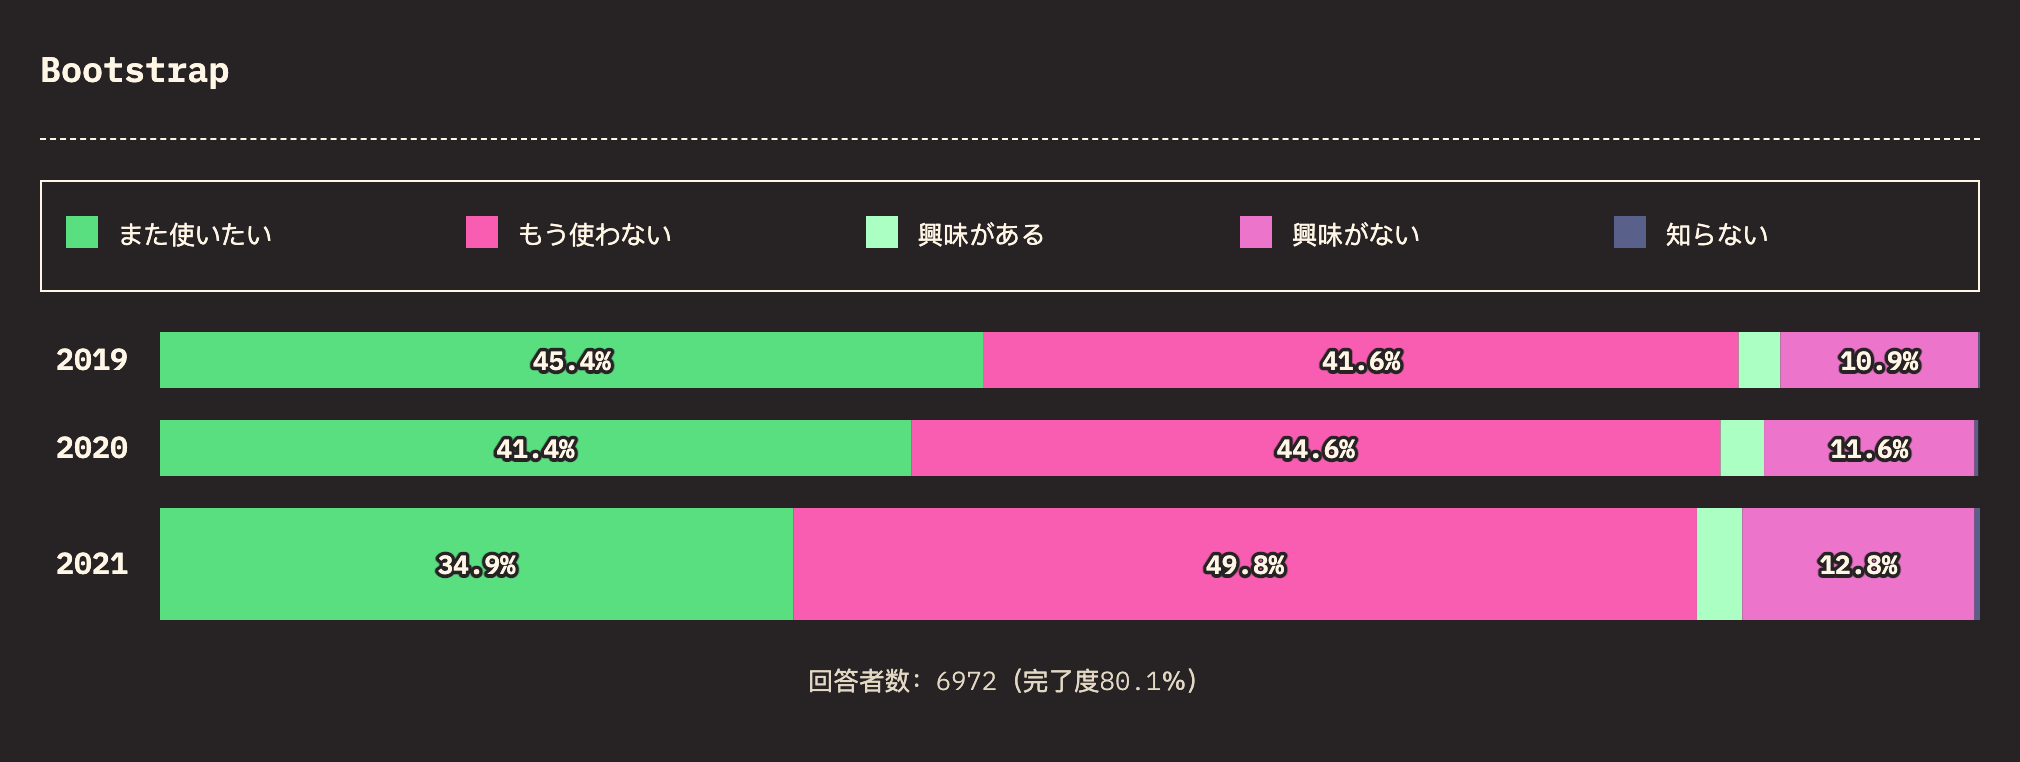 Bootstrap
また使いたい もう使わない 興味がある 興味がない 知らない
2019 45.4% 41.6% 10.9%
2020 41.4% 44.6% 11.6%
2021 34.9% 49.8% 12.8%
回答者数: 6972 (完了度80.1%)